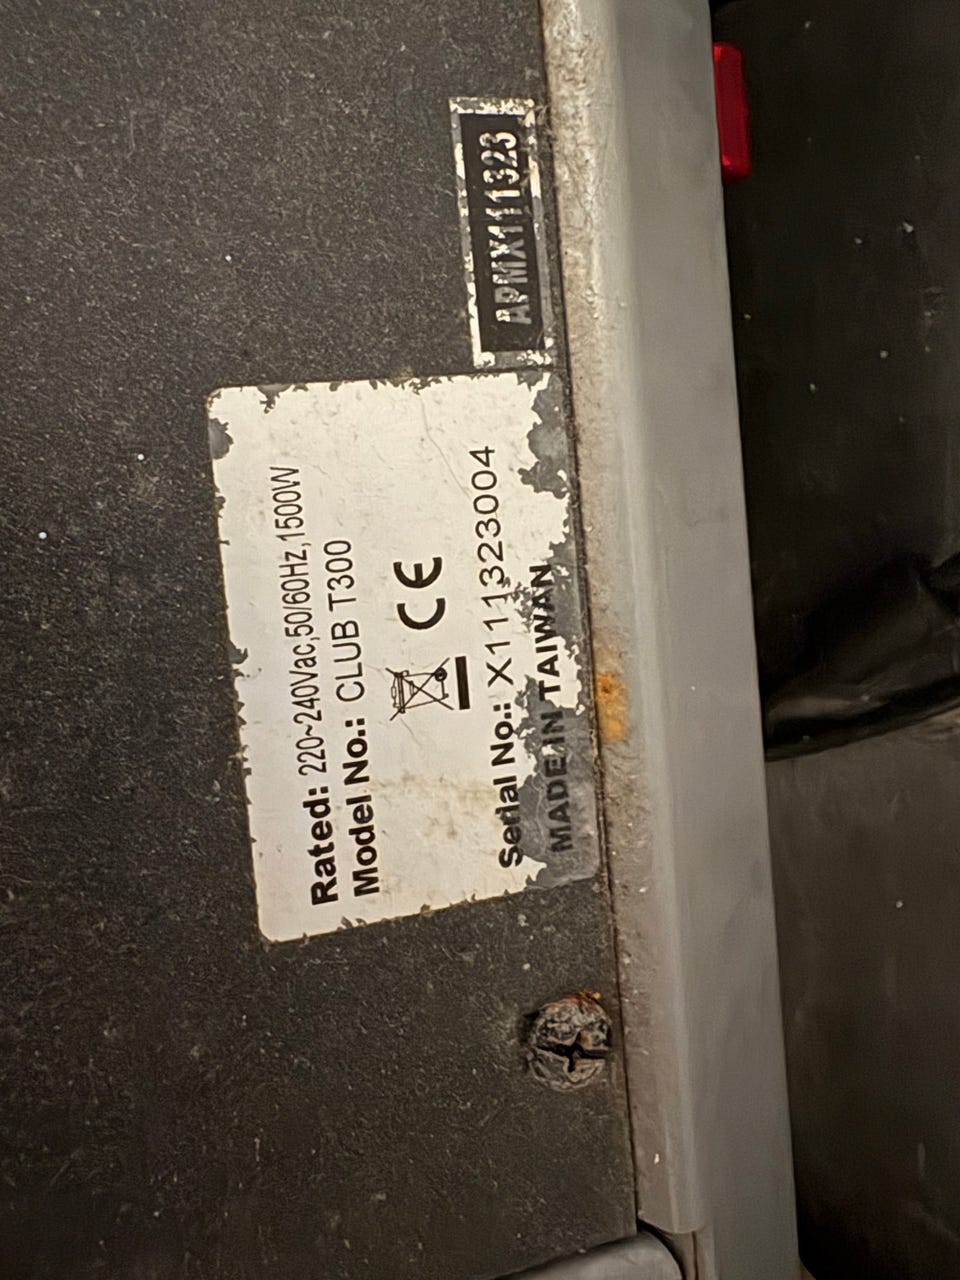 Rated: 220~240Vac,50/60Hz,1500W
Model No.: CLUB T300
CE
Serial No.: X111323004
MADE IN TAIWAN
APMX111323